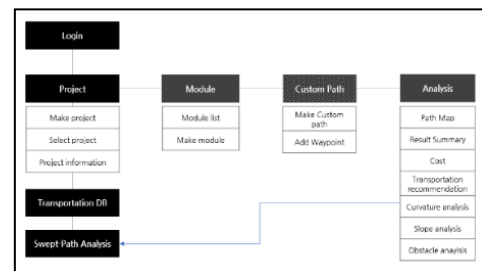 Login
Project
Make project
Select project
Project information
Transportation DB
Swept Path Analysis
Module
Module list
Make module
Custom Path
Make Custom
path
Add Waypoint
Analysis
Path Map
Result Summary
Cost
Transportation
recommendation
Curvature analysis
Slope analysis
Obstacle anaylsis